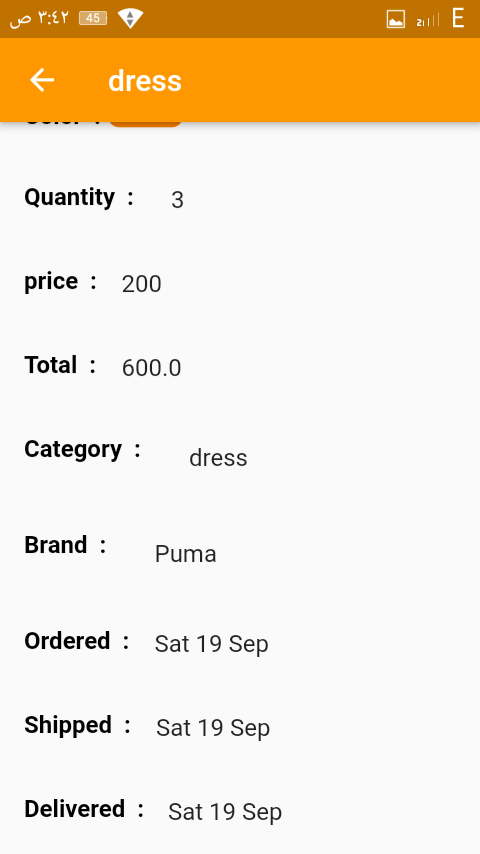 ٣:٤٢ ص 45 E
dress
Color :
Quantity : 3
price : 200
Total : 600.0
Category : dress
Brand : Puma
Ordered : Sat 19 Sep
Shipped : Sat 19 Sep
Delivered : Sat 19 Sep